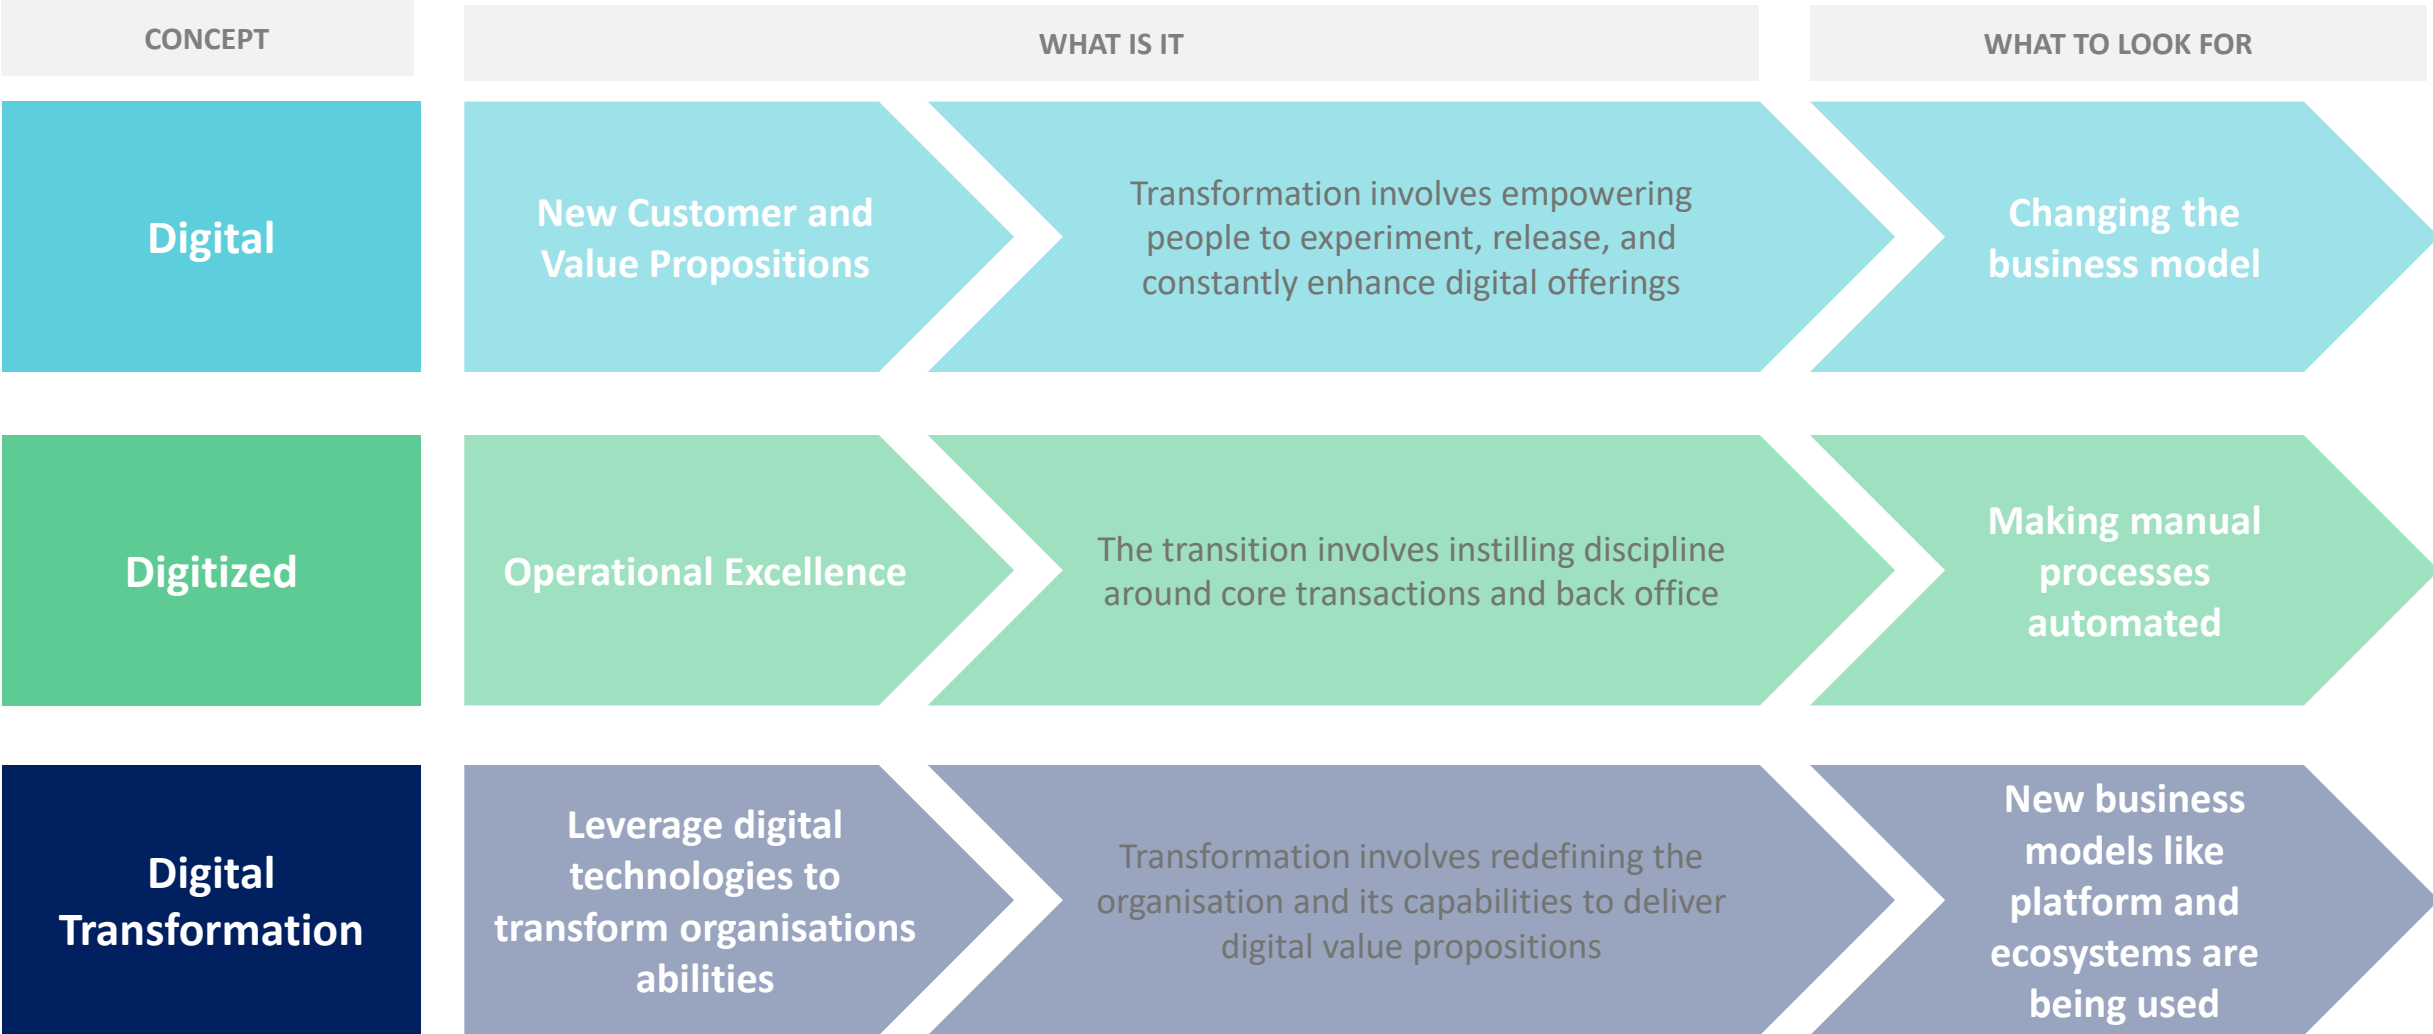 CONCEPT
WHAT IS IT
WHAT TO LOOK FOR
Digital
New Customer and
Value Propositions
Transformation involves empowering
people to experiment, release, and
constantly enhance digital offerings
Changing the
business model
Digitized
Operational Excellence
The transition involves instilling discipline
around core transactions and back office
Making manual
processes
automated
Digital
Transformation
Leverage digital
technologies to
transform organisations
abilities
Transformation involves redefining the
organisation and its capabilities to deliver
digital value propositions
New business
models like
platform and
ecosystems are
being used